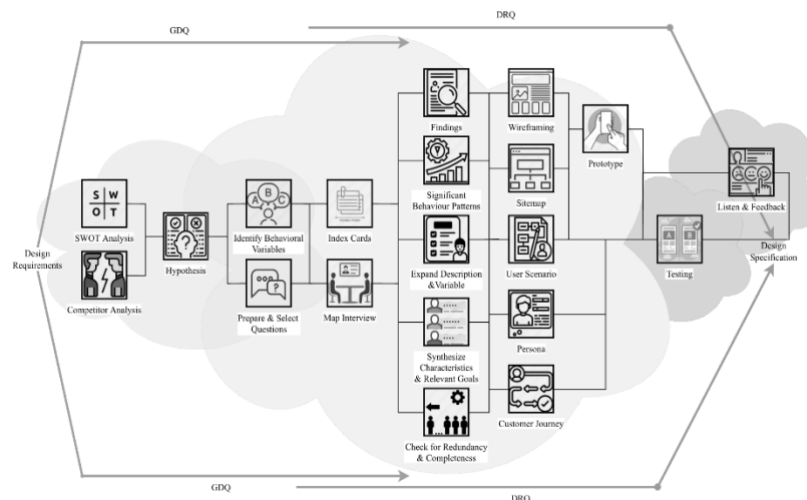 DRQ
GDQ
Findings
Wireframing
Prototype
S W
O T
SWOT Analysis
A B C
Identify Behavioral
Variables
Index Cards
Significant
Behaviour Patterns
Sitemap
Listen & Feedback
Design
Requirements
Hypothesis
Expand Description
&Variable
User Scenario
A B
Testing
Design
Specification
Competitor Analysis
Prepare & Select
Questions
Map Interview
Synthesize
Characteristics
& Relevant Goals
Persona
Check for Redundancy
& Completeness
Customer Journey
GDQ
DRQ